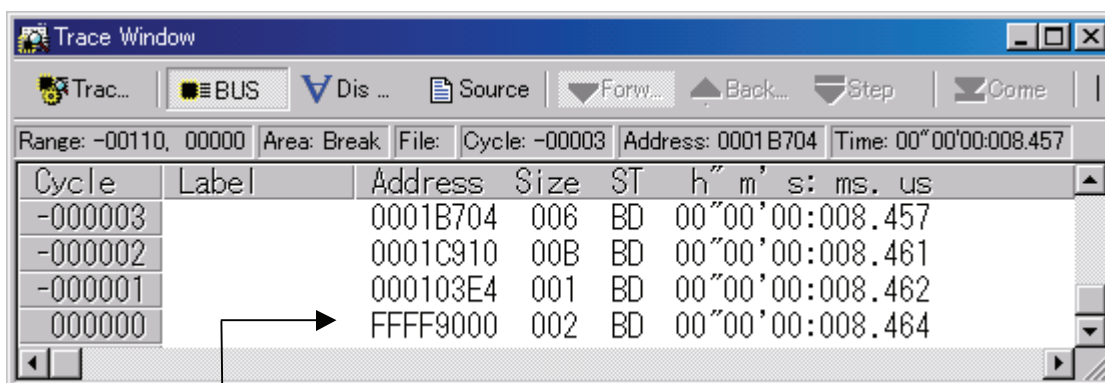 Trace Window
Trac... BUS Dis ... Source Forw... Back... Step Come
Range: -00110, 00000 Area: Break File: Cycle: -00003 Address: 0001B704 Time: 00"00'00:008.457
Cycle Label Address Size ST h" m' s: ms. us
-000003 0001B704 006 BD 00"00'00:008.457
-000002 0001C910 00B BD 00"00'00:008.461
-000001 000103E4 001 BD 00"00'00:008.462
000000 FFFF9000 002 BD 00"00'00:008.464